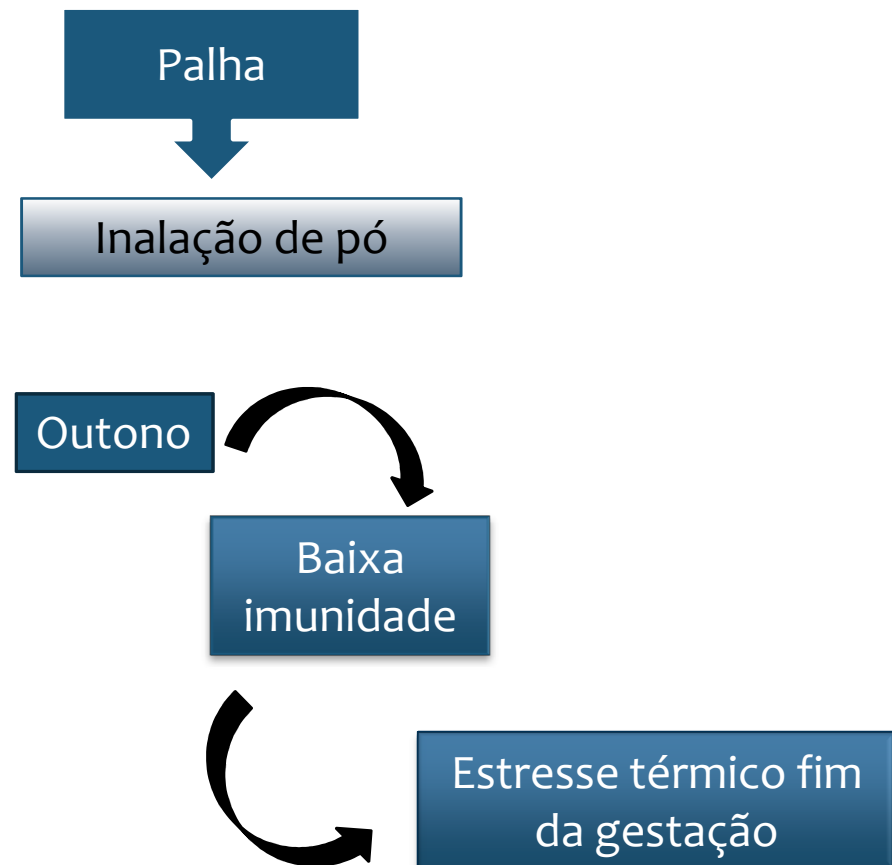 Palha
Inalação de pó
Outono
Baixa
imunidade
Estresse térmico fim
da gestação